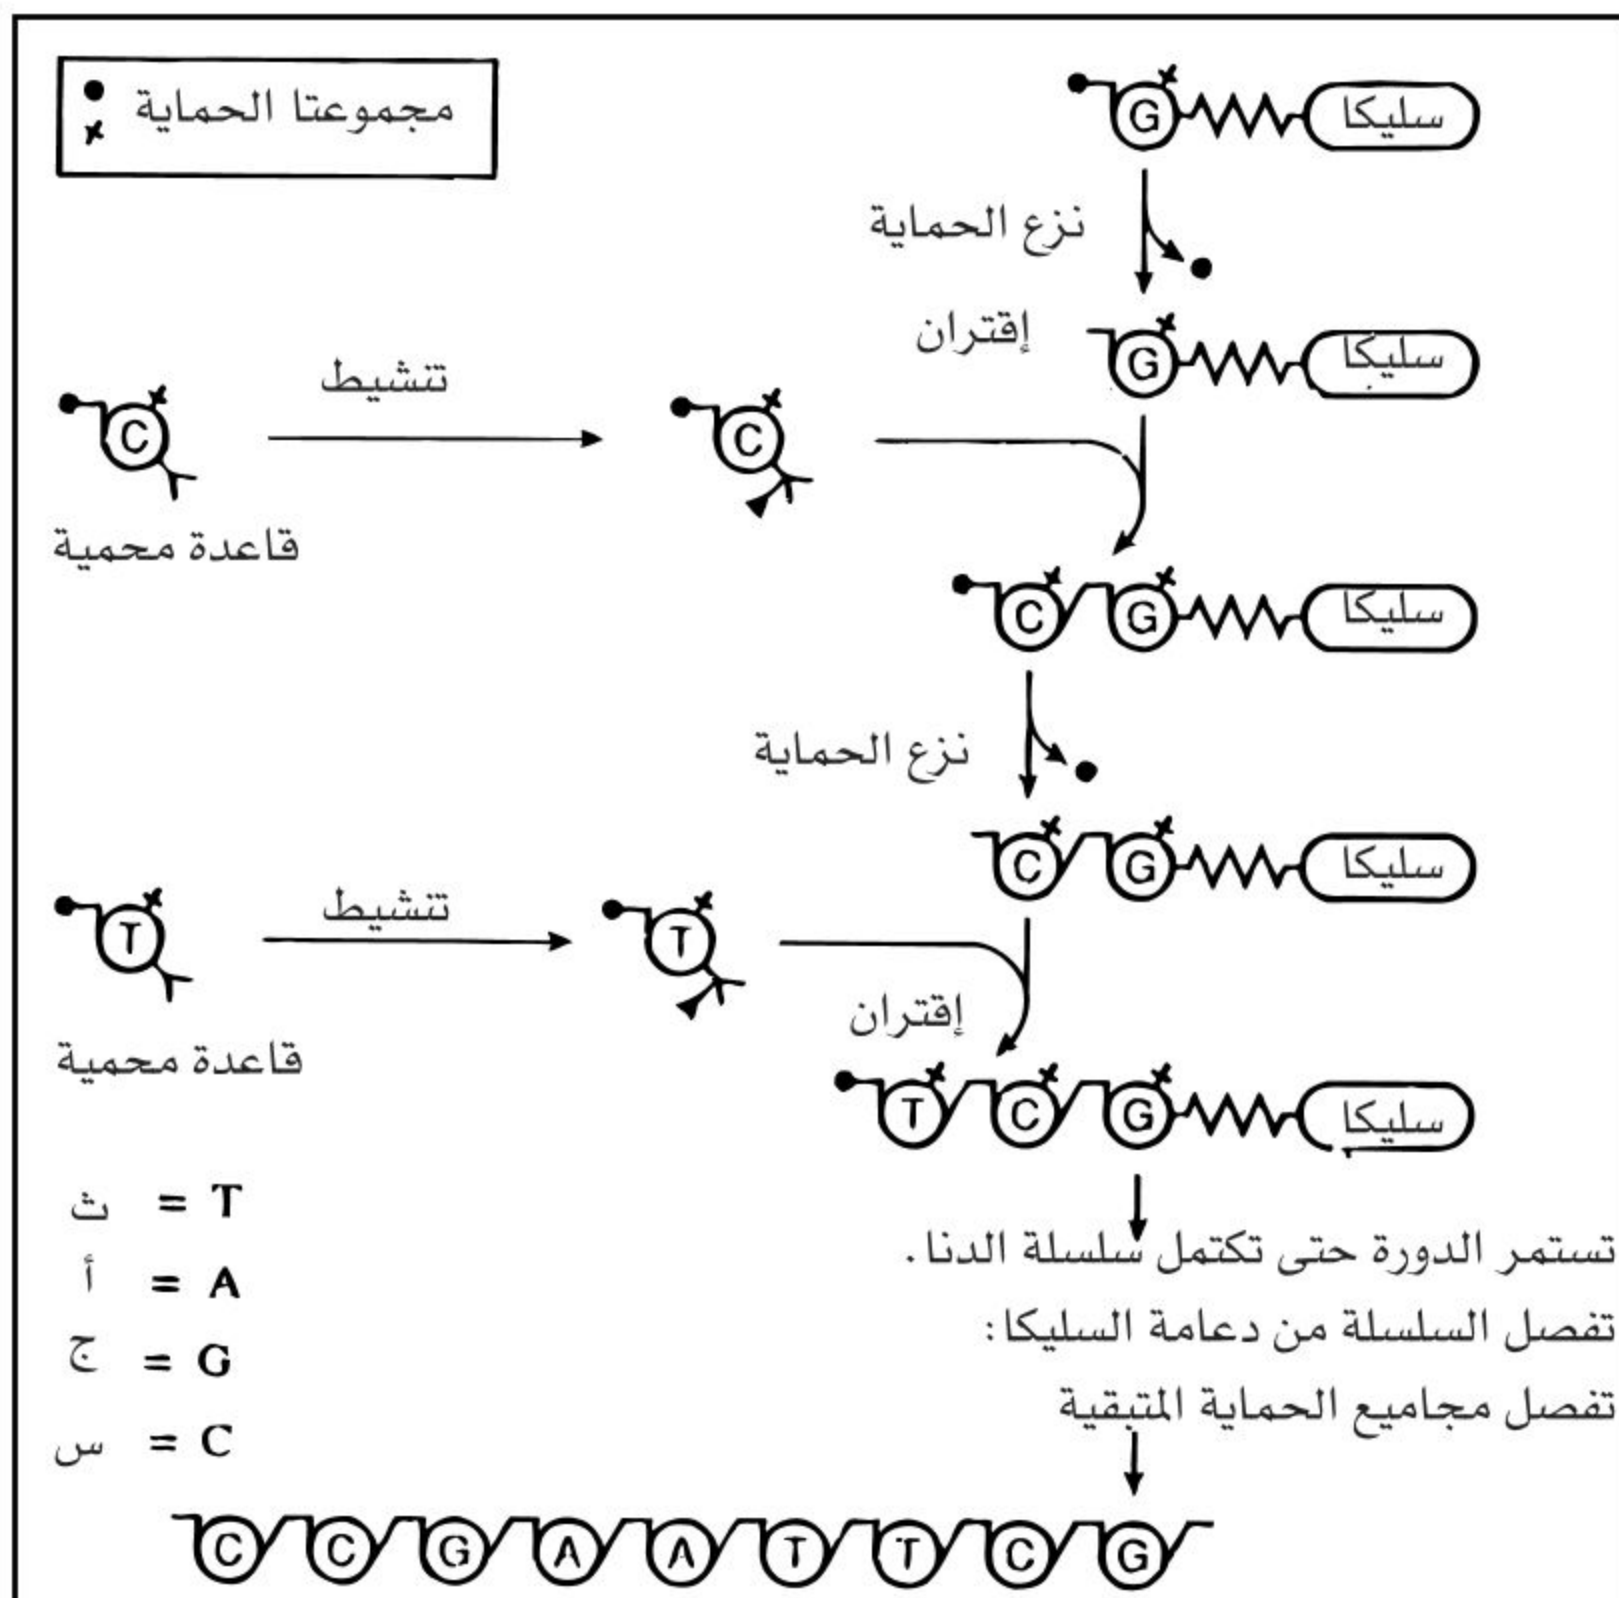 مجموعتا الحماية
G سليكا
نزع الحماية
إقتران
G سليكا
تنشيط
C
C
قاعدة محمية
C G سليكا
نزع الحماية
C G سليكا
تنشيط
T
T
إقتران
قاعدة محمية
T C G سليكا
تستمر الدورة حتى تكتمل سلسلة الدنا.
تفصل السلسلة من دعامة السليكا:
تفصل مجاميع الحماية المتبقية
T = ث
A = أ
G = ج
C = س
C C G A A T T C G